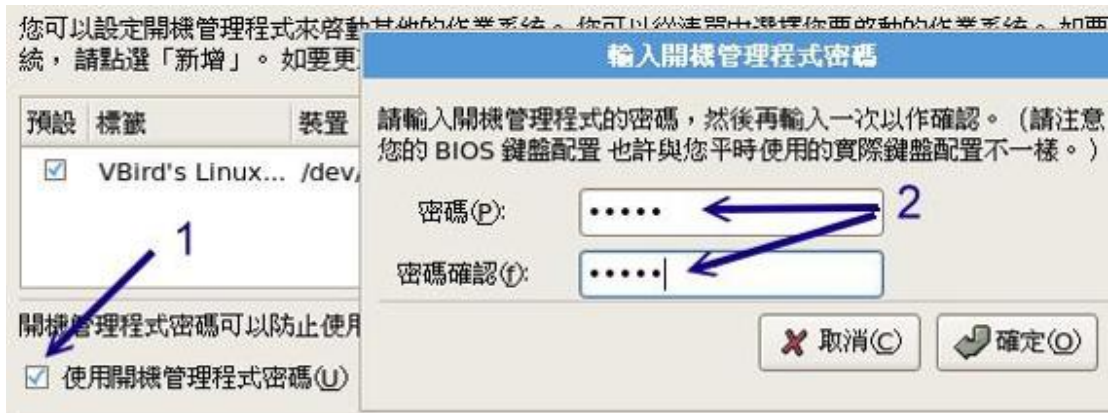 您可以設定開機管理程式來啓動其他的作業系統。您可以從清單中選擇您要啟動的作業系統。如要
統，請點選「新增」。如要更
輸入開機管理程式密碼
預設 標籤 裝置
VBird's Linux... /dev/
1
請輸入開機管理程式的密碼，然後再輸入一次以作確認。（請注意
您的 BIOS 鍵盤配置 也許與您平時使用的實際鍵盤配置不一樣。）
密碼(P): •••••
2
密碼確認(f): •••••
開機管理程式密碼可以防止使用
使用開機管理程式密碼(U)
取消(C) 確定(O)